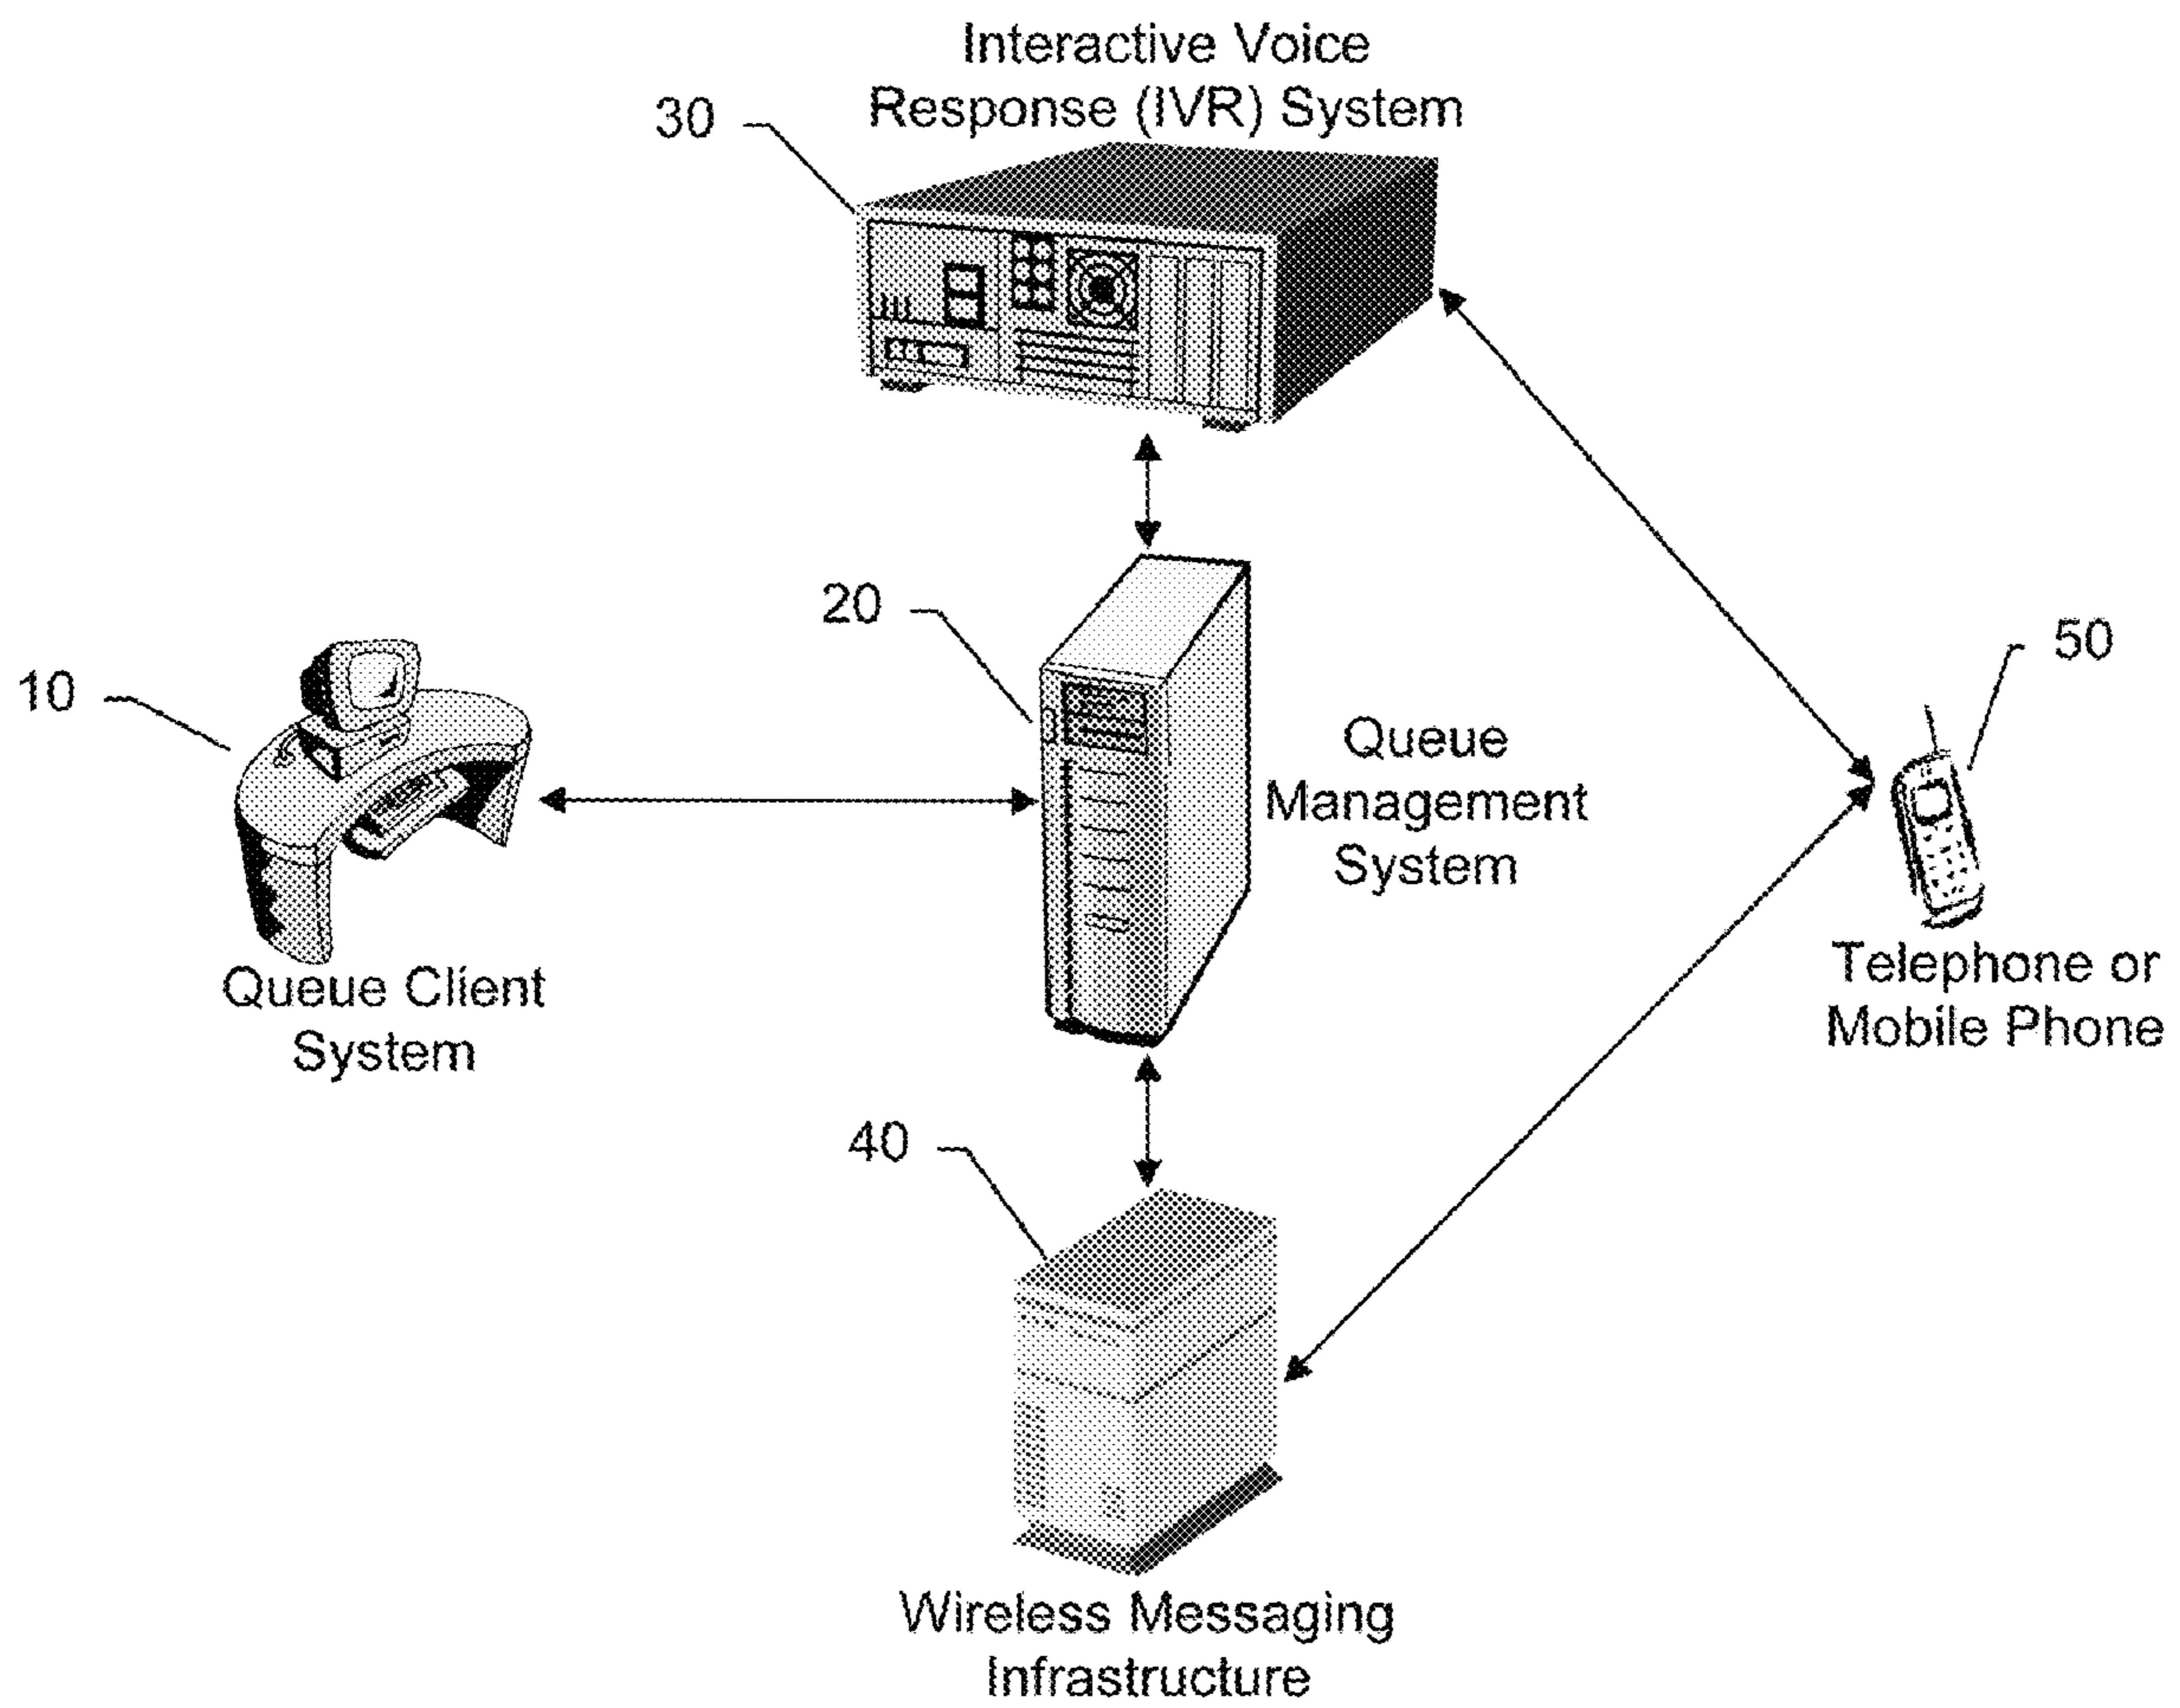 Interactive Voice
Response (IVR) System
30
20
50
10
Queue
Management
System
Telephone or
Mobile Phone
Queue Client
System
40
Wireless Messaging
Infrastructure